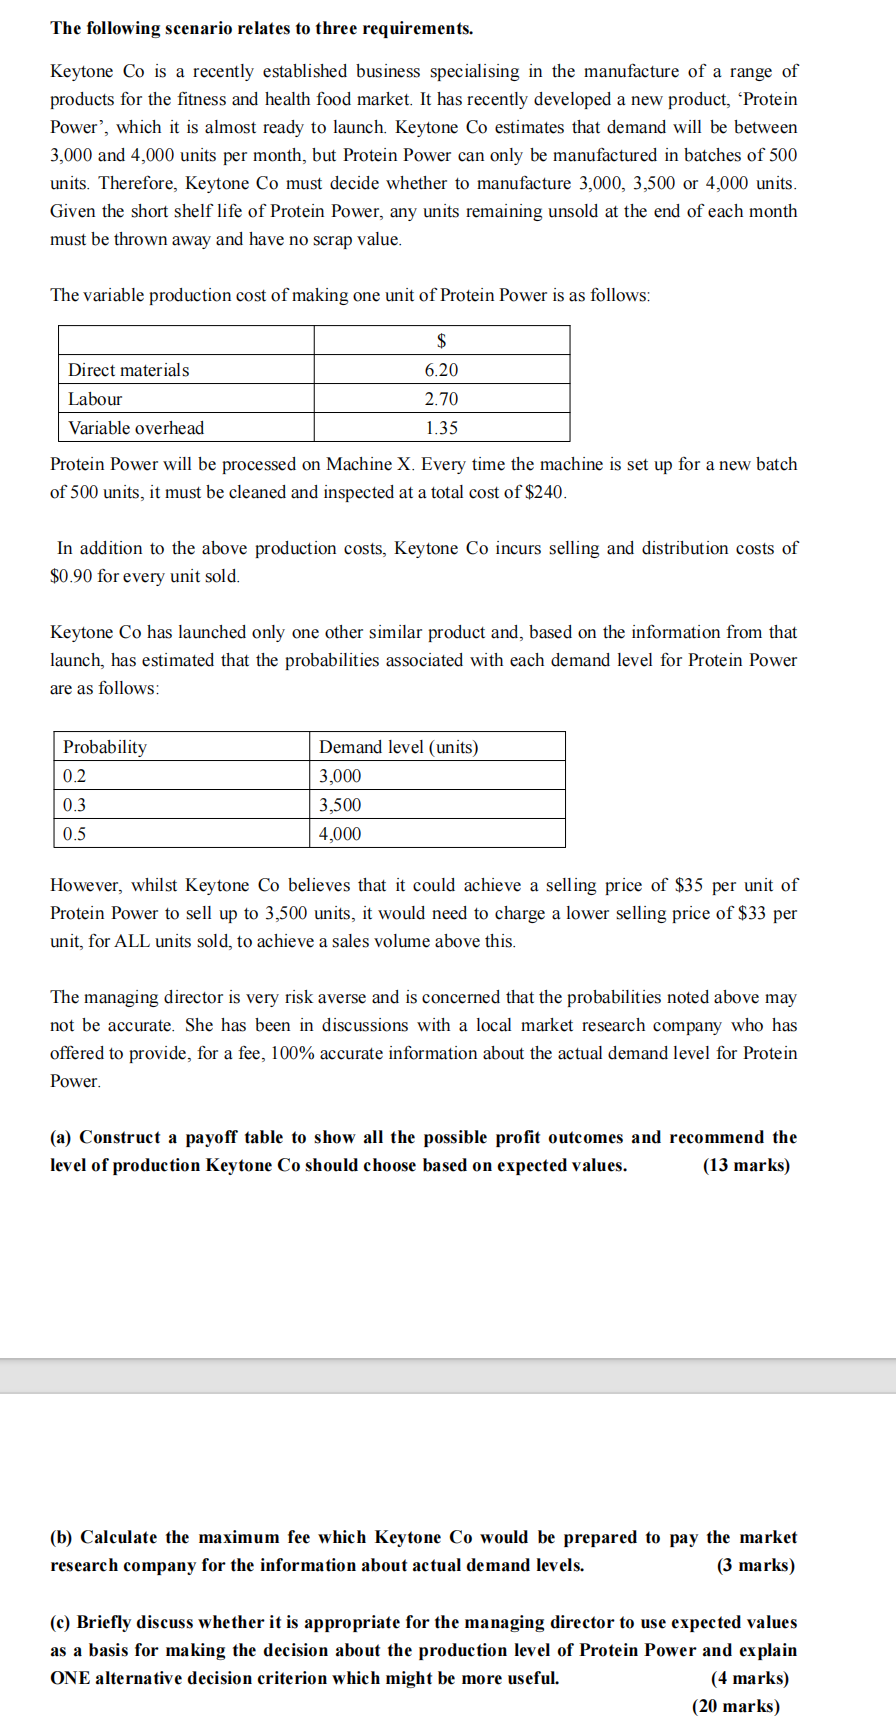 The following scenario relates to three requirements.
Keytone Co is a recently established business specialising in the manufacture of a range of
products for the fitness and health food market. It has recently developed a new product, ‘Protein
Power’, which it is almost ready to launch. Keytone Co estimates that demand will be between
3,000 and 4,000 units per month, but Protein Power can only be manufactured in batches of 500
units. Therefore, Keytone Co must decide whether to manufacture 3,000, 3,500 or 4,000 units.
Given the short shelf life of Protein Power, any units remaining unsold at the end of each month
must be thrown away and have no scrap value.
The variable production cost of making one unit of Protein Power is as follows:
$
Direct materials 6.20
Labour 2.70
Variable overhead 1.35
Protein Power will be processed on Machine X. Every time the machine is set up for a new batch
of 500 units, it must be cleaned and inspected at a total cost of $240.
In addition to the above production costs, Keytone Co incurs selling and distribution costs of
$0.90 for every unit sold.
Keytone Co has launched only one other similar product and, based on the information from that
launch, has estimated that the probabilities associated with each demand level for Protein Power
are as follows:
Probability Demand level (units)
0.2 3,000
0.3 3,500
0.5 4,000
However, whilst Keytone Co believes that it could achieve a selling price of $35 per unit of
Protein Power to sell up to 3,500 units, it would need to charge a lower selling price of $33 per
unit, for ALL units sold, to achieve a sales volume above this.
The managing director is very risk averse and is concerned that the probabilities noted above may
not be accurate. She has been in discussions with a local market research company who has
offered to provide, for a fee, 100% accurate information about the actual demand level for Protein
Power.
(a) Construct a payoff table to show all the possible profit outcomes and recommend the
level of production Keytone Co should choose based on expected values. (13 marks)
(b) Calculate the maximum fee which Keytone Co would be prepared to pay the market
research company for the information about actual demand levels. (3 marks)
(c) Briefly discuss whether it is appropriate for the managing director to use expected values
as a basis for making the decision about the production level of Protein Power and explain
ONE alternative decision criterion which might be more useful. (4 marks)
(20 marks)